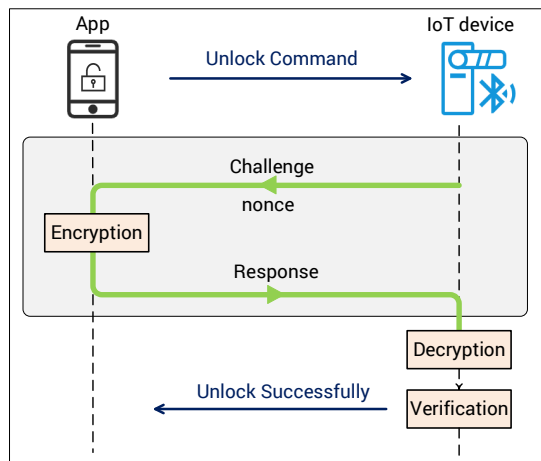 App
IoT device
Unlock Command
Challenge
nonce
Encryption
Response
Decryption
Unlock Successfully
Verification